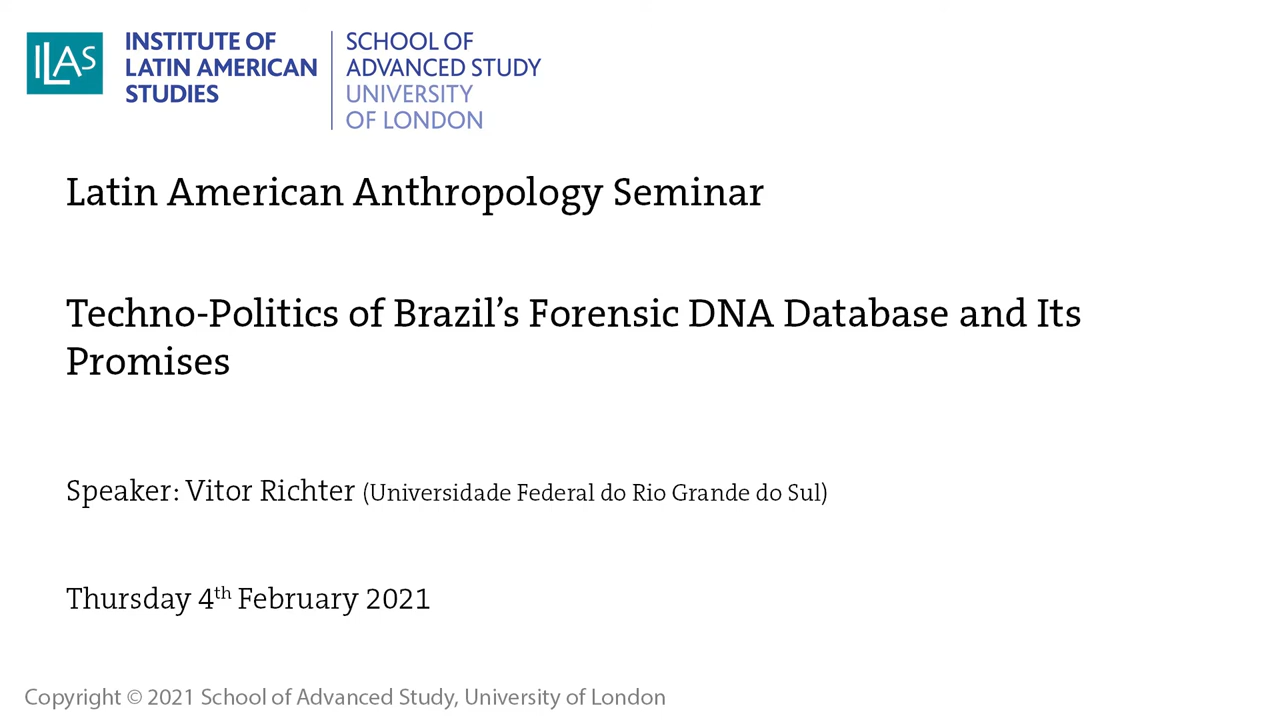 ILAS
INSTITUTE OF
LATIN AMERICAN
STUDIES
SCHOOL OF
ADVANCED STUDY
UNIVERSITY
OF LONDON
Latin American Anthropology Seminar
Techno-Politics of Brazil’s Forensic DNA Database and Its
Promises
Speaker: Vitor Richter (Universidade Federal do Rio Grande do Sul)
Thursday 4th February 2021
Copyright © 2021 School of Advanced Study, University of London